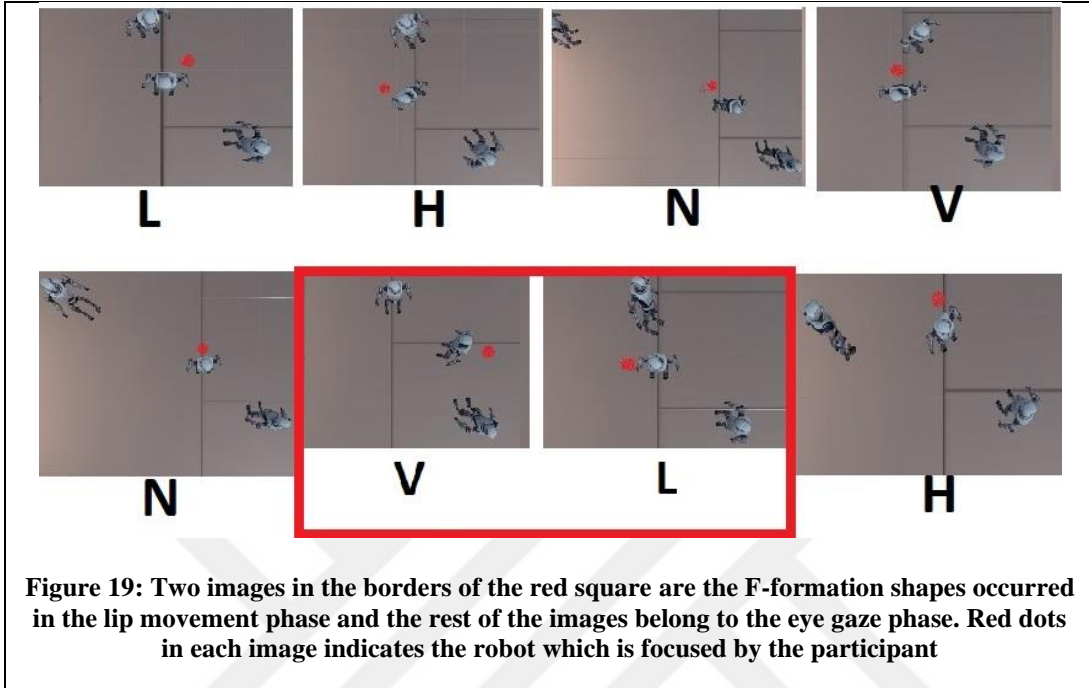 L H N V
N V L H
Figure 19: Two images in the borders of the red square are the F-formation shapes occurred
in the lip movement phase and the rest of the images belong to the eye gaze phase. Red dots
in each image indicates the robot which is focused by the participant